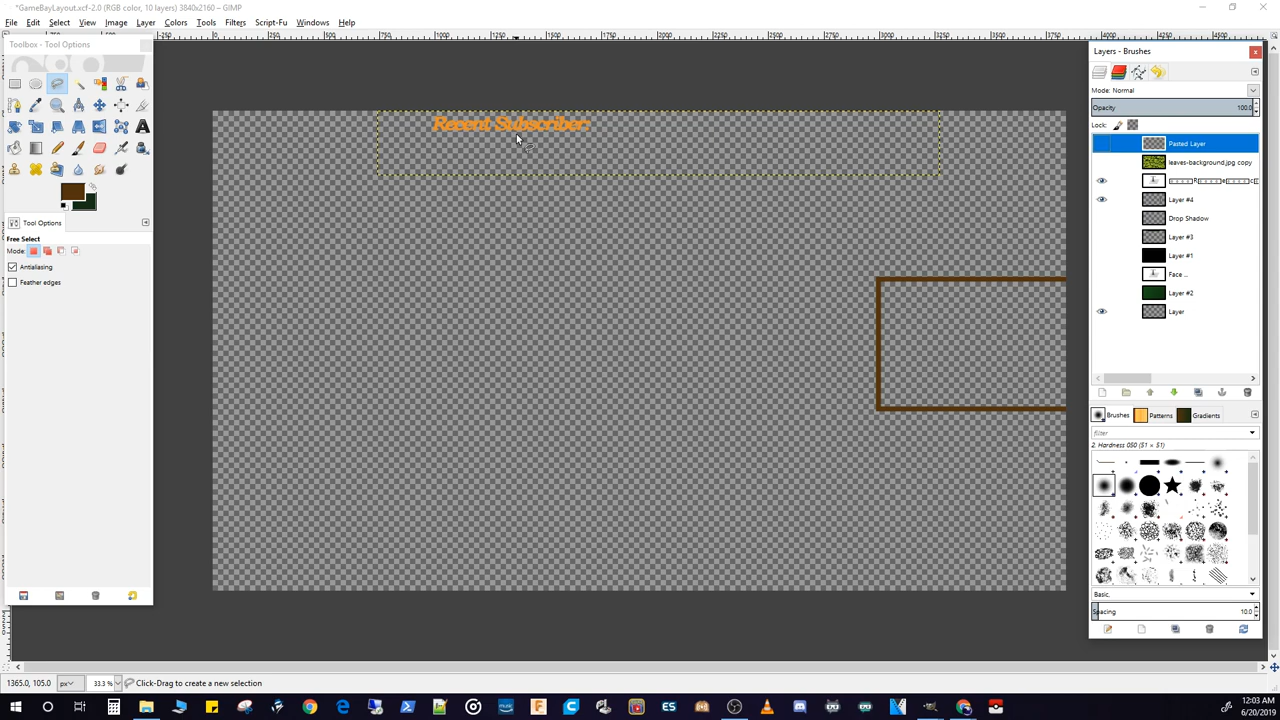 *GameBayLayout.xcf-2.0 (RGB color, 10 layers) 3840x2160 – GIMP
File Edit Select View Image Layer Colors Tools Filters Script-Fu Windows Help
Toolbox - Tool Options
Tool Options
Free Select
Mode:
Antialiasing
Feather edges
Recent Subscriber:
Layers - Brushes
Mode: Normal
Opacity 100.0
Lock:
Pasted Layer
leaves-background.jpg copy
Layer #4
Drop Shadow
Layer #3
Layer #1
Face ...
Layer #2
Layer
Brushes Patterns Gradients
filter
2. Hardness 050 (51 × 51)
Basic,
Spacing 10.0
1365.0, 105.0 px 33.3 % Click-Drag to create a new selection
12:03 AM
6/20/2019